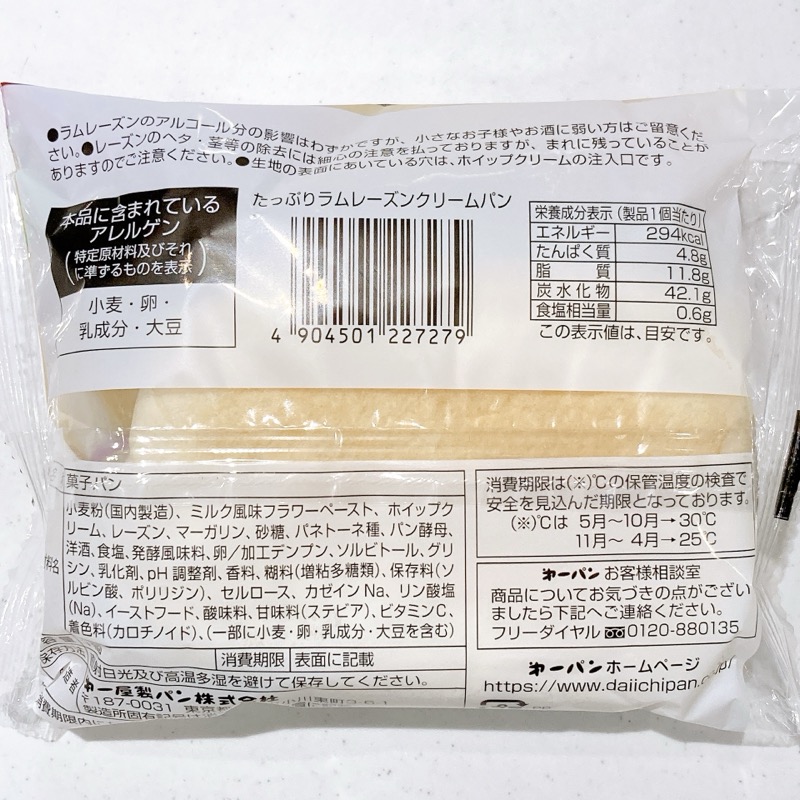 ●ラムレーズンのアルコール分の影響はわずかですが、小さなお子様やお酒に弱い方はご留意くだ
さい。●レーズンのヘタ・茎等の除去には細心の注意を払っておりますが、まれに残っていることが
ありますのでご注意ください。●生地の表面にあいている穴は、ホイップクリームの注入口です。
本品に含まれている
アレルゲン
(特定原材料及びそれ
に準ずるものを表示)
小麦・卵・
乳成分・大豆
たっぷりラムレーズンクリームパン
4 904501 227279
栄養成分表示(製品1個当たり)
エネルギー 294kcal
たんぱく質 4.8g
脂質 11.8g
炭水化物 42.1g
食塩相当量 0.6g
この表示値は、目安です。
菓子パン
小麦粉(国内製造)、ミルク風味フラワーペースト、ホイップク
リーム、レーズン、マーガリン、砂糖、パネトーネ種、パン酵母、
洋酒、食塩、発酵風味料、卵/加工デンプン、ソルビトール、グリ
シン、乳化剤、pH調整剤、香料、糊料(増粘多糖類)、保存料(ソ
ルビン酸、ポリリジン)、セルロース、カゼインNa、リン酸塩
(Na)、イーストフード、酸味料、甘味料(ステビア)、ビタミンC、
着色料(カロチノイド)、(一部に小麦・卵・乳成分・大豆を含む)
消費期限 表面に記載
日光及び高温多湿を避けて保存してください。
第一屋製パン株式会社
187-0031 東京都 小川東町3-6-1
製造所固有記号は
消費期限内に
消費期限は(※)℃の保管温度の検査で
安全を見込んだ期限となっております。
(※)℃は 5月~10月→30℃
11月~ 4月→25℃
第一パン お客様相談室
商品についてお気づきの点がござい
ましたら下記へご連絡ください。
フリーダイヤル 0120-880135
第一パン ホームページ
https://www.daiichipan.co.jp/